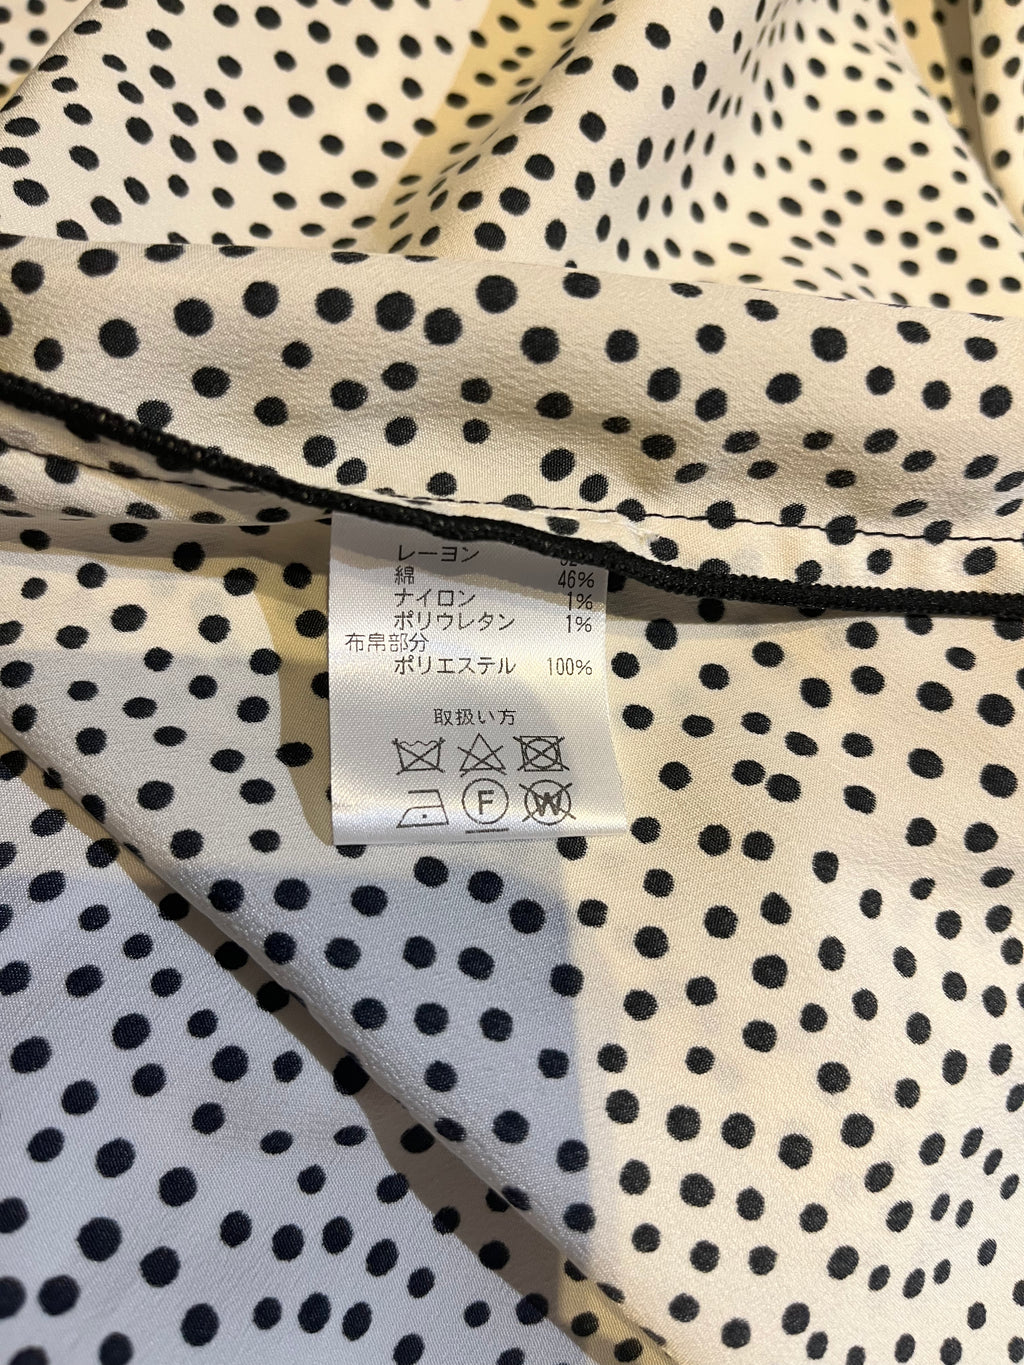 レーヨン
綿 46%
ナイロン 1%
ポリウレタン 1%
布帛部分
ポリエステル 100%
取扱い方
F
W